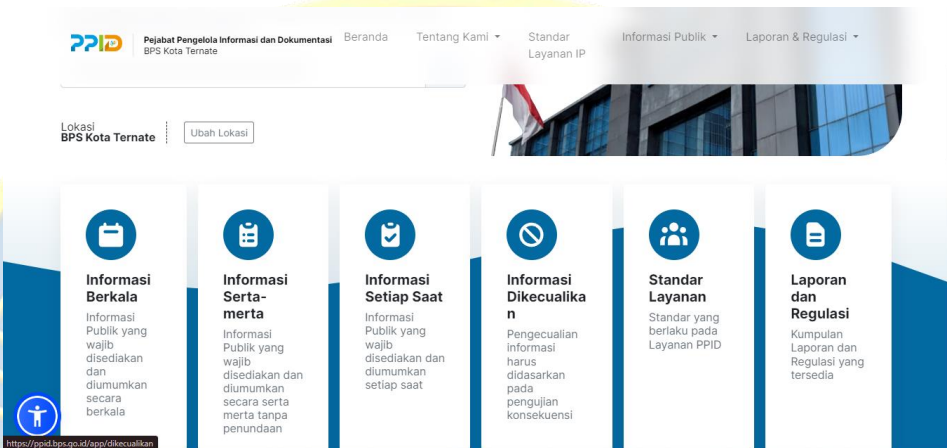 PPID
Pejabat Pengelola Informasi dan Dokumentasi
BPS Kota Ternate
Beranda
Tentang Kami
Standar
Layanan IP
Informasi Publik
Laporan & Regulasi
Lokasi
BPS Kota Ternate
Ubah Lokasi
Informasi
Berkala
Informasi
Publik yang
wajib
disediakan
dan
diumumkan
secara
berkala
Informasi
Serta-
merta
Informasi
Publik yang
wajib
disediakan dan
diumumkan
secara serta
merta tanpa
penundaan
Informasi
Setiap Saat
Informasi
Publik yang
wajib
disediakan dan
diumumkan
setiap saat
Informasi
Dikecualika
n
Pengecualian
informasi
harus
didasarkan
pada
pengujian
konsekuensi
Standar
Layanan
Standar yang
berlaku pada
Layanan PPID
Laporan
dan
Regulasi
Kumpulan
Laporan dan
Regulasi yang
tersedia
https://ppid.bps.go.id/app/dikecualikan